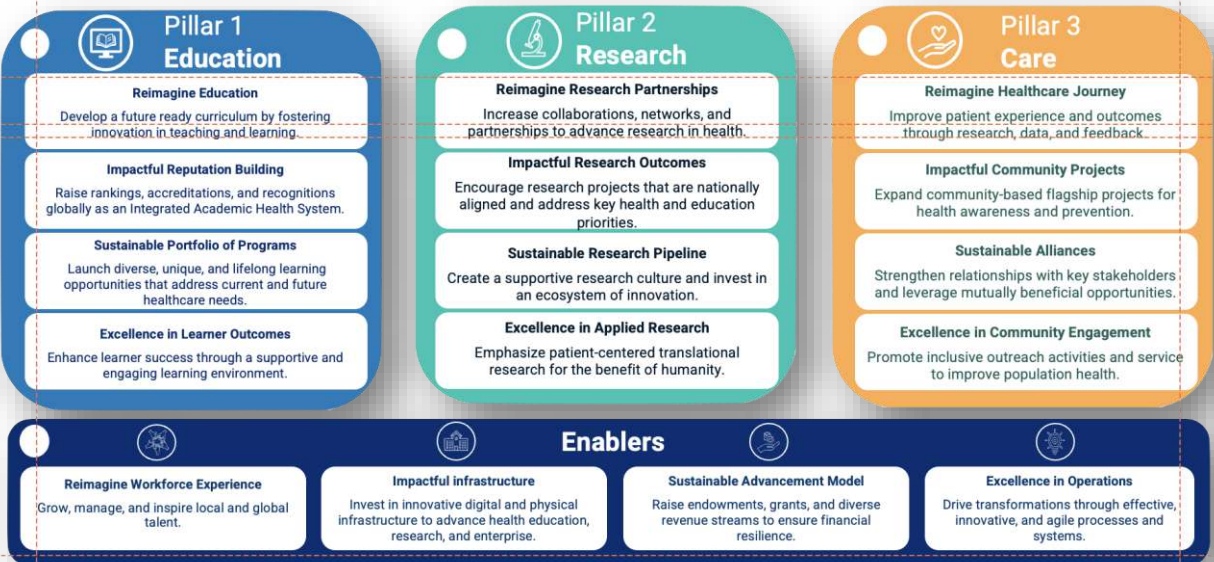 Pillar 1
Education
Reimagine Education
Develop a future ready curriculum by fostering
innovation in teaching and learning.
Impactful Reputation Building
Raise rankings, accreditations, and recognitions
globally as an Integrated Academic Health System.
Sustainable Portfolio of Programs
Launch diverse, unique, and lifelong learning
opportunities that address current and future
healthcare needs.
Excellence in Learner Outcomes
Enhance learner success through a supportive and
engaging learning environment.
Pillar 2
Research
Reimagine Research Partnerships
Increase collaborations, networks, and
partnerships to advance research in health.
Impactful Research Outcomes
Encourage research projects that are nationally
aligned and address key health and education
priorities.
Sustainable Research Pipeline
Create a supportive research culture and invest in
an ecosystem of innovation.
Excellence in Applied Research
Emphasize patient-centered translational
research for the benefit of humanity.
Pillar 3
Care
Reimagine Healthcare Journey
Improve patient experience and outcomes
through research, data, and feedback.
Impactful Community Projects
Expand community-based flagship projects for
health awareness and prevention.
Sustainable Alliances
Strengthen relationships with key stakeholders
and leverage mutually beneficial opportunities.
Excellence in Community Engagement
Promote inclusive outreach activities and service
to improve population health.
Enablers
Reimagine Workforce Experience
Grow, manage, and inspire local and global
talent.
Impactful infrastructure
Invest in innovative digital and physical
infrastructure to advance health education,
research, and enterprise.
Sustainable Advancement Model
Raise endowments, grants, and diverse
revenue streams to ensure financial
resilience.
Excellence in Operations
Drive transformations through effective,
innovative, and agile processes and
systems.